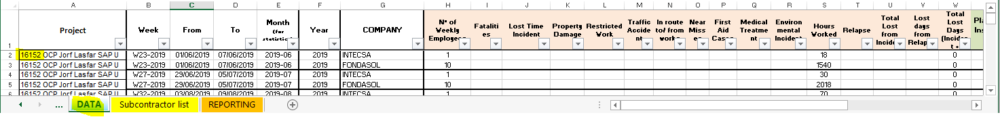 A B C D E F G H I J K L M N O P Q R S T U V W
1 Project Week From To Month (for statistic Year COMPANY Nº of Weekly Employee Fataliti es Lost Time Incident Property Damage Restricted Work Traffic Accide nt In route to/ from work Near Miss First Aid Case Medical Treatme nt Environ mental Incide Hours Worked Relapse Total Lost from Incide Lost days from Relap Total Lost Days (Incide t + Pla Ins
2 16152 OCP Jorf Lasfar SAP U W23-2019 01/06/2019 07/06/2019 2019-06 2019 INTECSA 1 18 0
3 16152 OCP Jorf Lasfar SAP U W23-2019 01/06/2019 07/06/2019 2019-06 2019 FONDASOL 10 1540 0
4 16152 OCP Jorf Lasfar SAP U W27-2019 29/06/2019 05/07/2019 2019-07 2019 INTECSA 1 30 0
5 16152 OCP Jorf Lasfar SAP U W27-2019 29/06/2019 05/07/2019 2019-07 2019 FONDASOL 10 2018 0
6 16152 OCP Jorf Lasfar SAP U W32-2019 03/08/2019 09/08/2019 2019-08 2019 INTECSA 1 70 0
... DATA Subcontractor list REPORTING